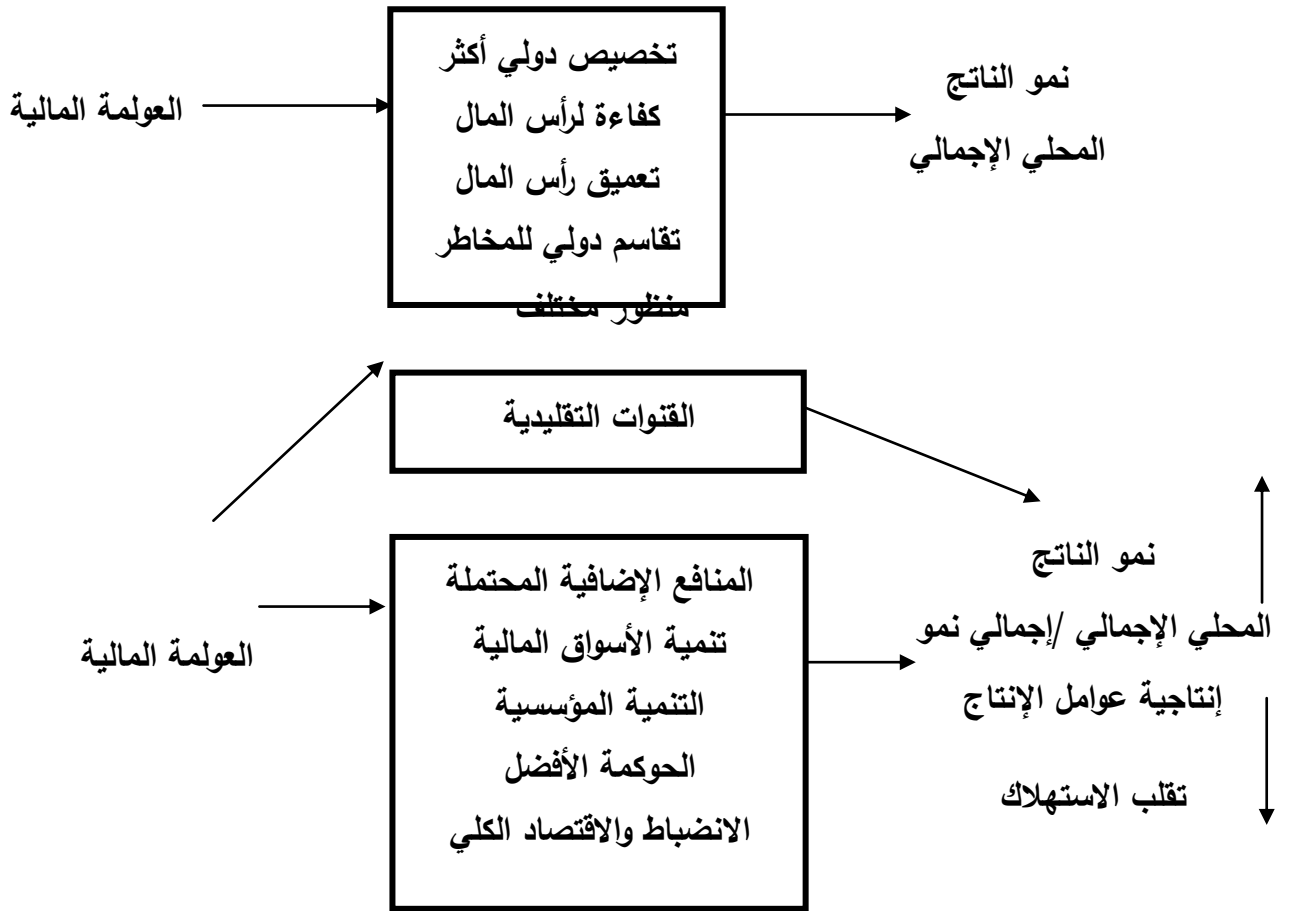 العولمة المالية
تخصيص دولي أكثر
كفاءة لرأس المال
تعميق رأس المال
تقاسم دولي للمخاطر
نمو الناتج
المحلي الإجمالي
منظور مختلف
القنوات التقليدية
العولمة المالية
المنافع الإضافية المحتملة
تنمية الأسواق المالية
التنمية المؤسسية
الحوكمة الأفضل
الانضباط والاقتصاد الكلي
نمو الناتج
المحلي الإجمالي /إجمالي نمو
إنتاجية عوامل الإنتاج
تقلب الاستهلاك